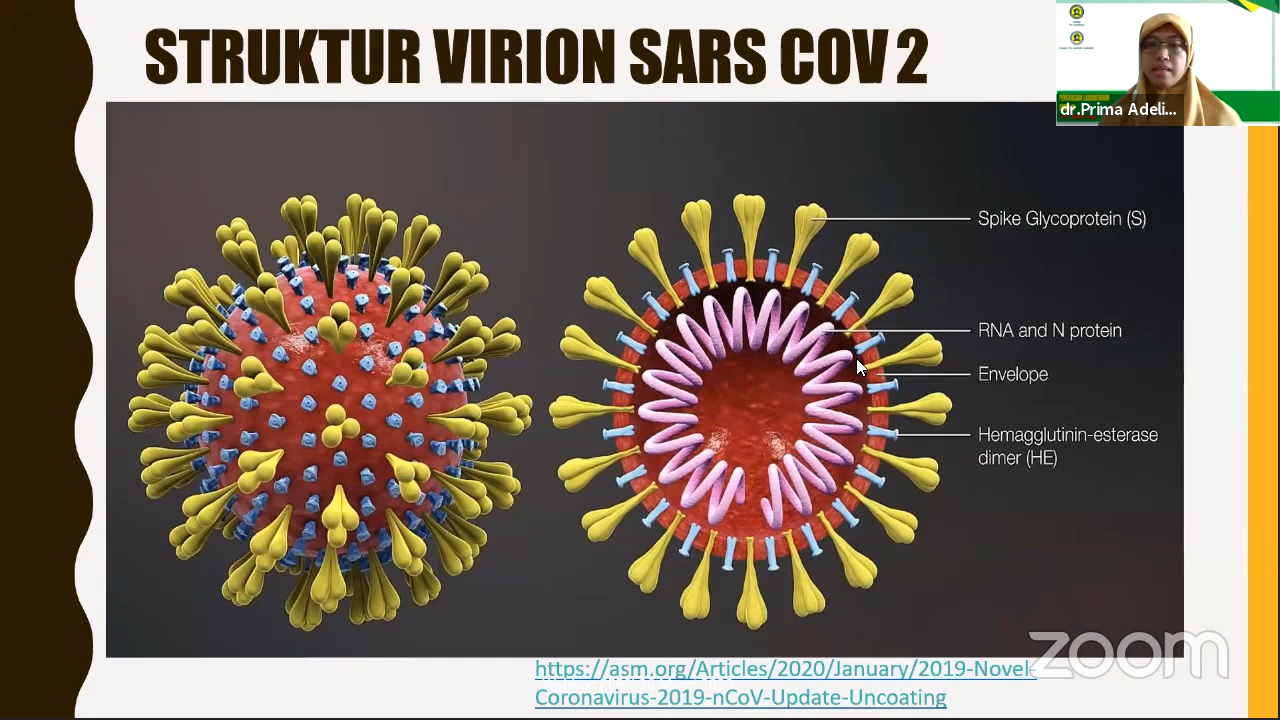 STRUKTUR VIRION SARS COV 2
dr.Prima Adeli...
Spike Glycoprotein (S)
RNA and N protein
Envelope
Hemagglutinin-esterase
dimer (HE)
zoom
https://asm.org/Articles/2020/January/2019-Novel-
Coronavirus-2019-nCoV-Update-Uncoating